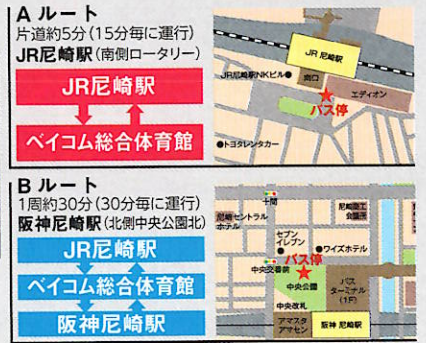 A ルート
片道約5分(15分毎に運行)
JR尼崎駅(南側ロータリー)
JR尼崎駅
ベイコム総合体育館
JR 尼崎駅
JR尼崎駅NKビル
南口
エディオン
バス停
トヨタレンタカー
B ルート
1周約30分(30分毎に運行)
阪神尼崎駅(北側中央公園北)
JR尼崎駅
ベイコム総合体育館
阪神尼崎駅
十間
尼崎セントラル
ホテル
尼崎商工
会議所
セブン
イレブン
ワイズホテル
バス停
中央交番前
中央公園
バス
ターミナル
(1F)
中央改札
アマスタ
アマセン
阪神 尼崎駅